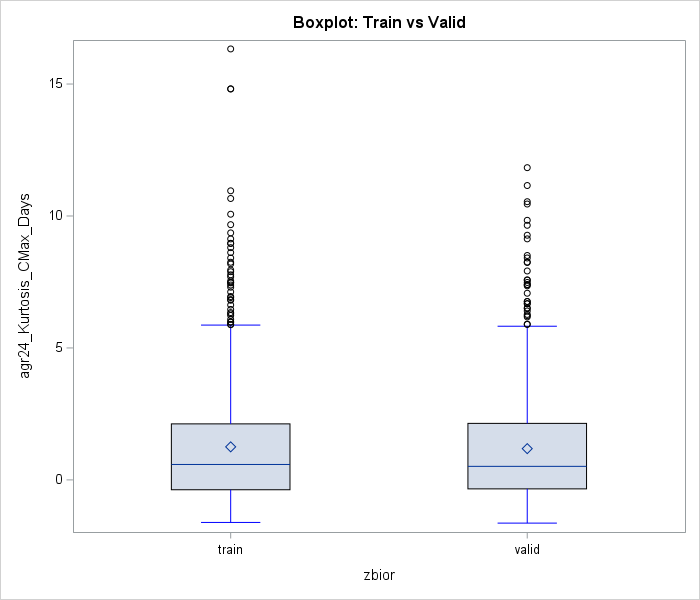 Boxplot: Train vs Valid
agr24_Kurtosis_CMax_Days
15
10
5
0
train
valid
zbior